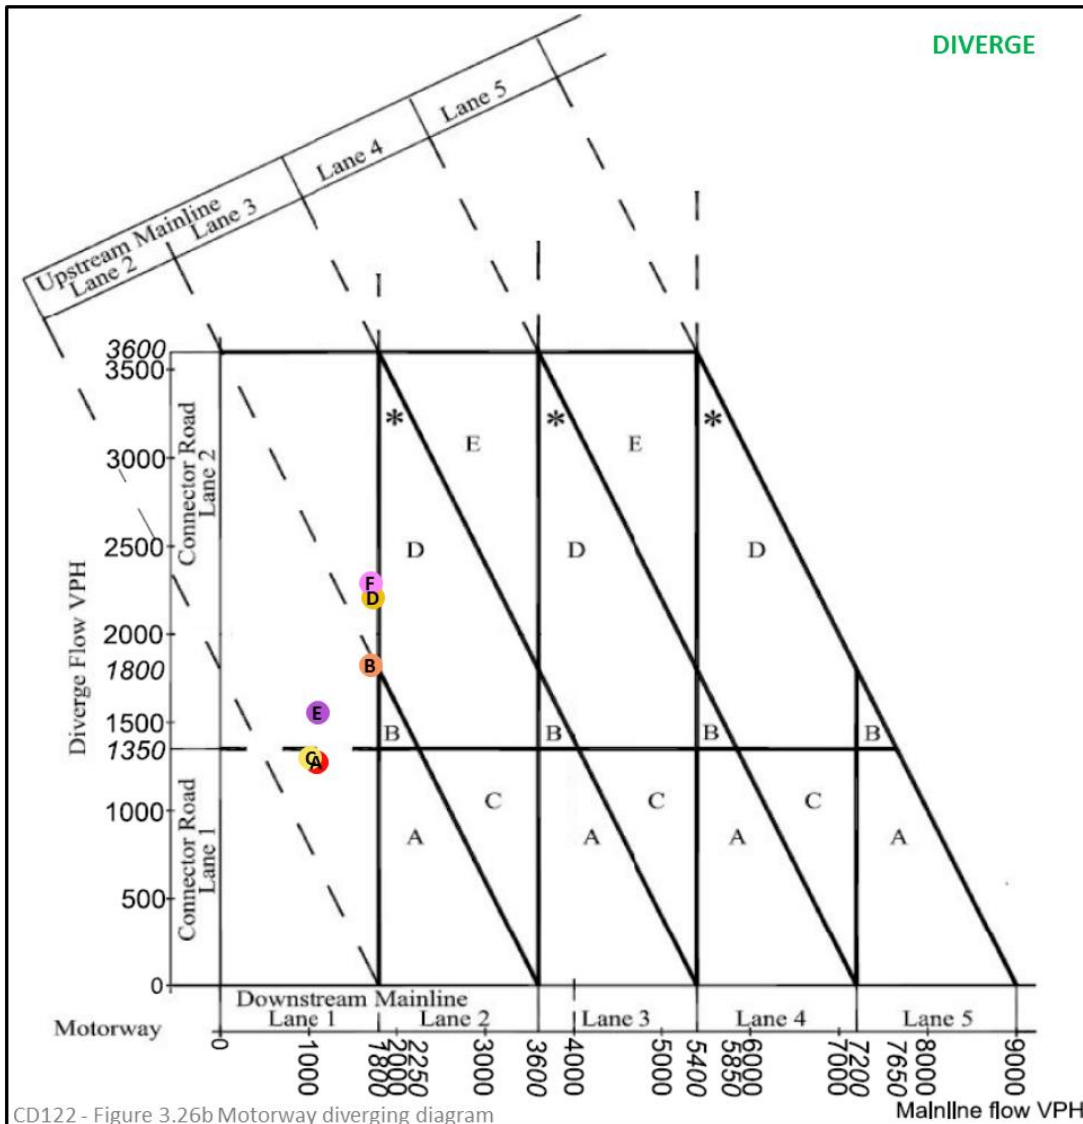 DIVERGE
Upstream Mainline
Lane 2
Lane 3
Lane 4
Lane 5
Diverge Flow VPH
Connector Road
Lane 2
Connector Road
Lane 1
3600
3500
3000
2500
2000
1800
1500
1350
1000
500
0
* * *
E E
D D D
F
D
B
E
C
A
B B B B
C C C
A A A A
Downstream Mainline
Motorway
Lane 1 Lane 2 Lane 3 Lane 4 Lane 5
0 1000 1800 2000 2250 3000 3600 4000 5000 5400 5850 6000 7000 7200 7650 8000 9000
Mainline flow VPH
CD122 - Figure 3.26b Motorway diverging diagram